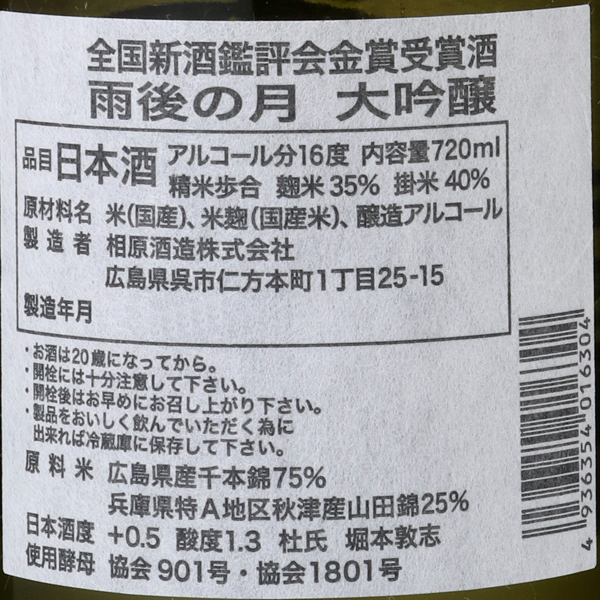 全国新酒鑑評会金賞受賞酒
雨後の月 大吟醸
品目 日本酒 アルコール分16度 内容量720ml
精米歩合 麹米35% 掛米40%
原材料名 米(国産)、米麹(国産米)、醸造アルコール
製造者 相原酒造株式会社
広島県呉市仁方本町1丁目25-15
製造年月
・お酒は20歳になってから。
・開栓には十分注意して下さい。
・開栓後はお早めにお召し上がり下さい。
・製品をおいしく飲んでいただく為に
出来れば冷蔵庫に保存して下さい。
原料米 広島県産千本錦75%
兵庫県特A地区秋津産山田錦25%
日本酒度 +0.5 酸度1.3 杜氏 堀本敦志
使用酵母 協会901号・協会1801号
4 936354 016304